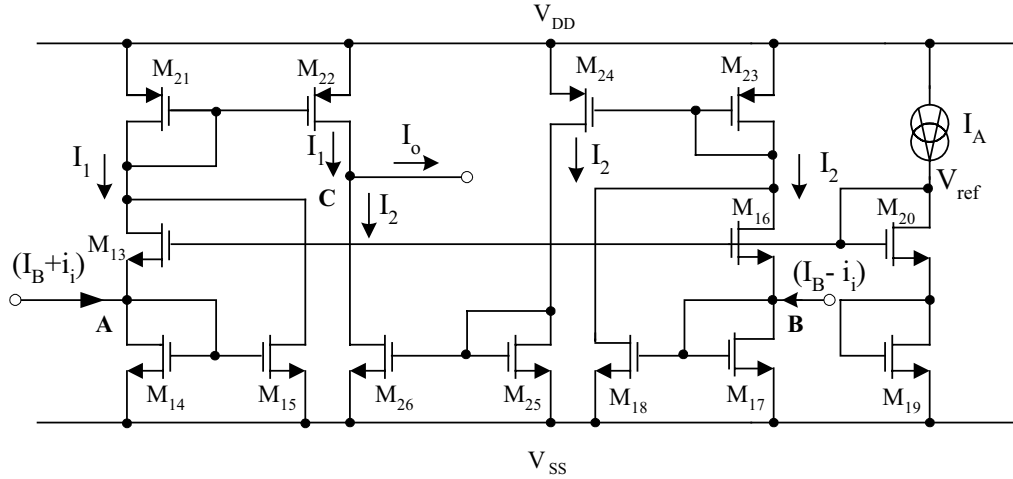 V_DD
M_21
M_22
M_24
M_23
I_1
I_1
I_o
I_2
I_2
I_A
C
I_2
M_16
M_20
V_ref
M_13
(I_B+i_i)
(I_B- i_i)
A
B
M_14
M_15
M_26
M_25
M_18
M_17
M_19
V_SS